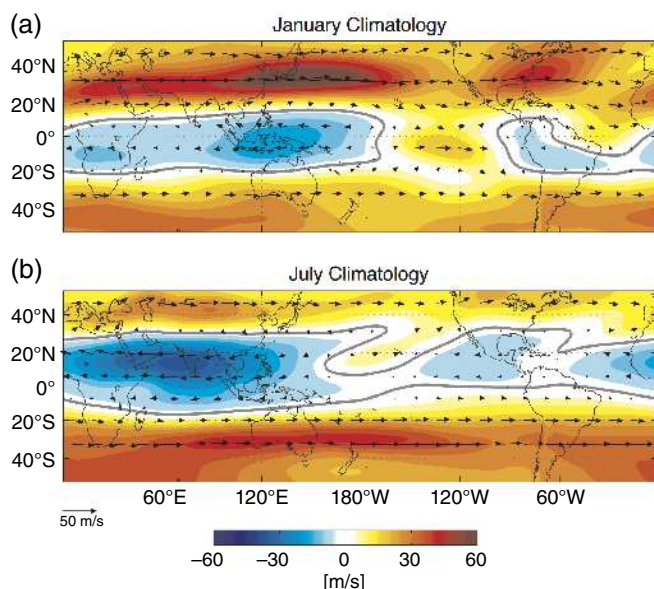 (a)
January Climatology
40°N
20°N
0°
20°S
40°S
(b)
July Climatology
40°N
20°N
0°
20°S
40°S
60°E 120°E 180°W 120°W 60°W
50 m/s
−60 −30 0 30 60
[m/s]